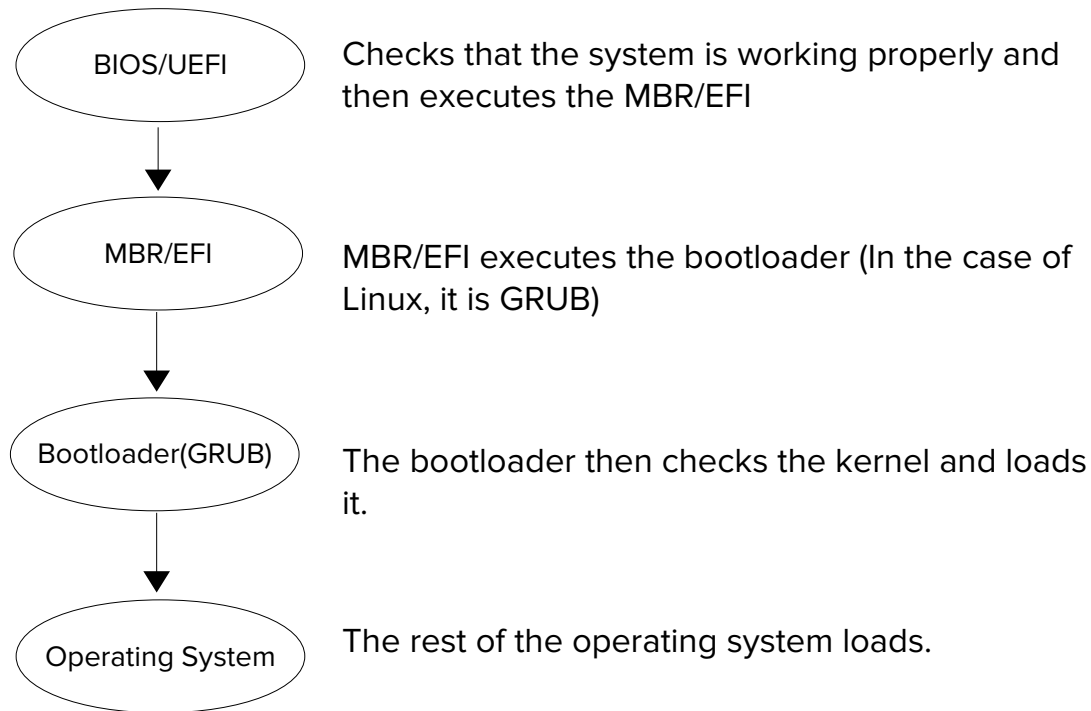 BIOS/UEFI
Checks that the system is working properly and
then executes the MBR/EFI
MBR/EFI
MBR/EFI executes the bootloader (In the case of
Linux, it is GRUB)
Bootloader(GRUB)
The bootloader then checks the kernel and loads
it.
Operating System
The rest of the operating system loads.